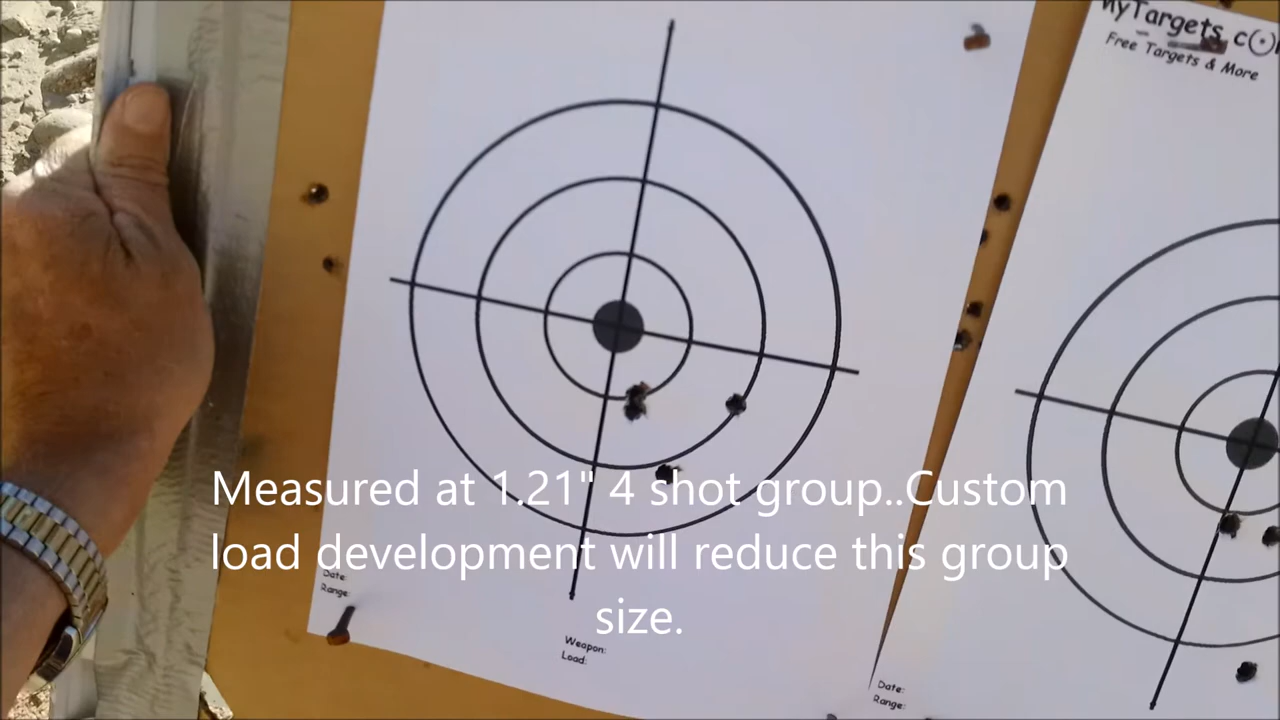 Targets.c
Free Targets & More
Measured at 1.21" 4 shot group..Custom
load development will reduce this group
size.
Date:
Range:
Weapon:
Load:
Date:
Range: